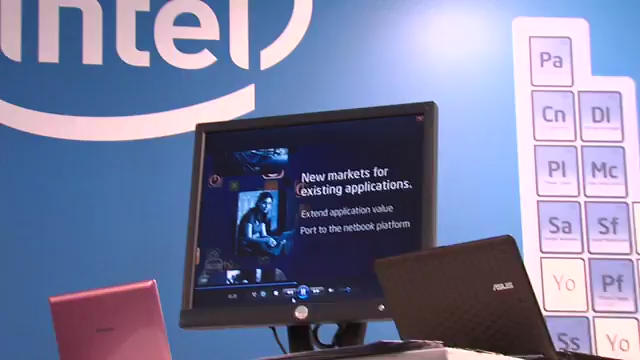 intel
Pa
Cn DI
Pl Mc
Sa Sf
Yo Pf
Ss Yo
New markets for
existing applications.
Extend application value
Port to the netbook platform
ASUS